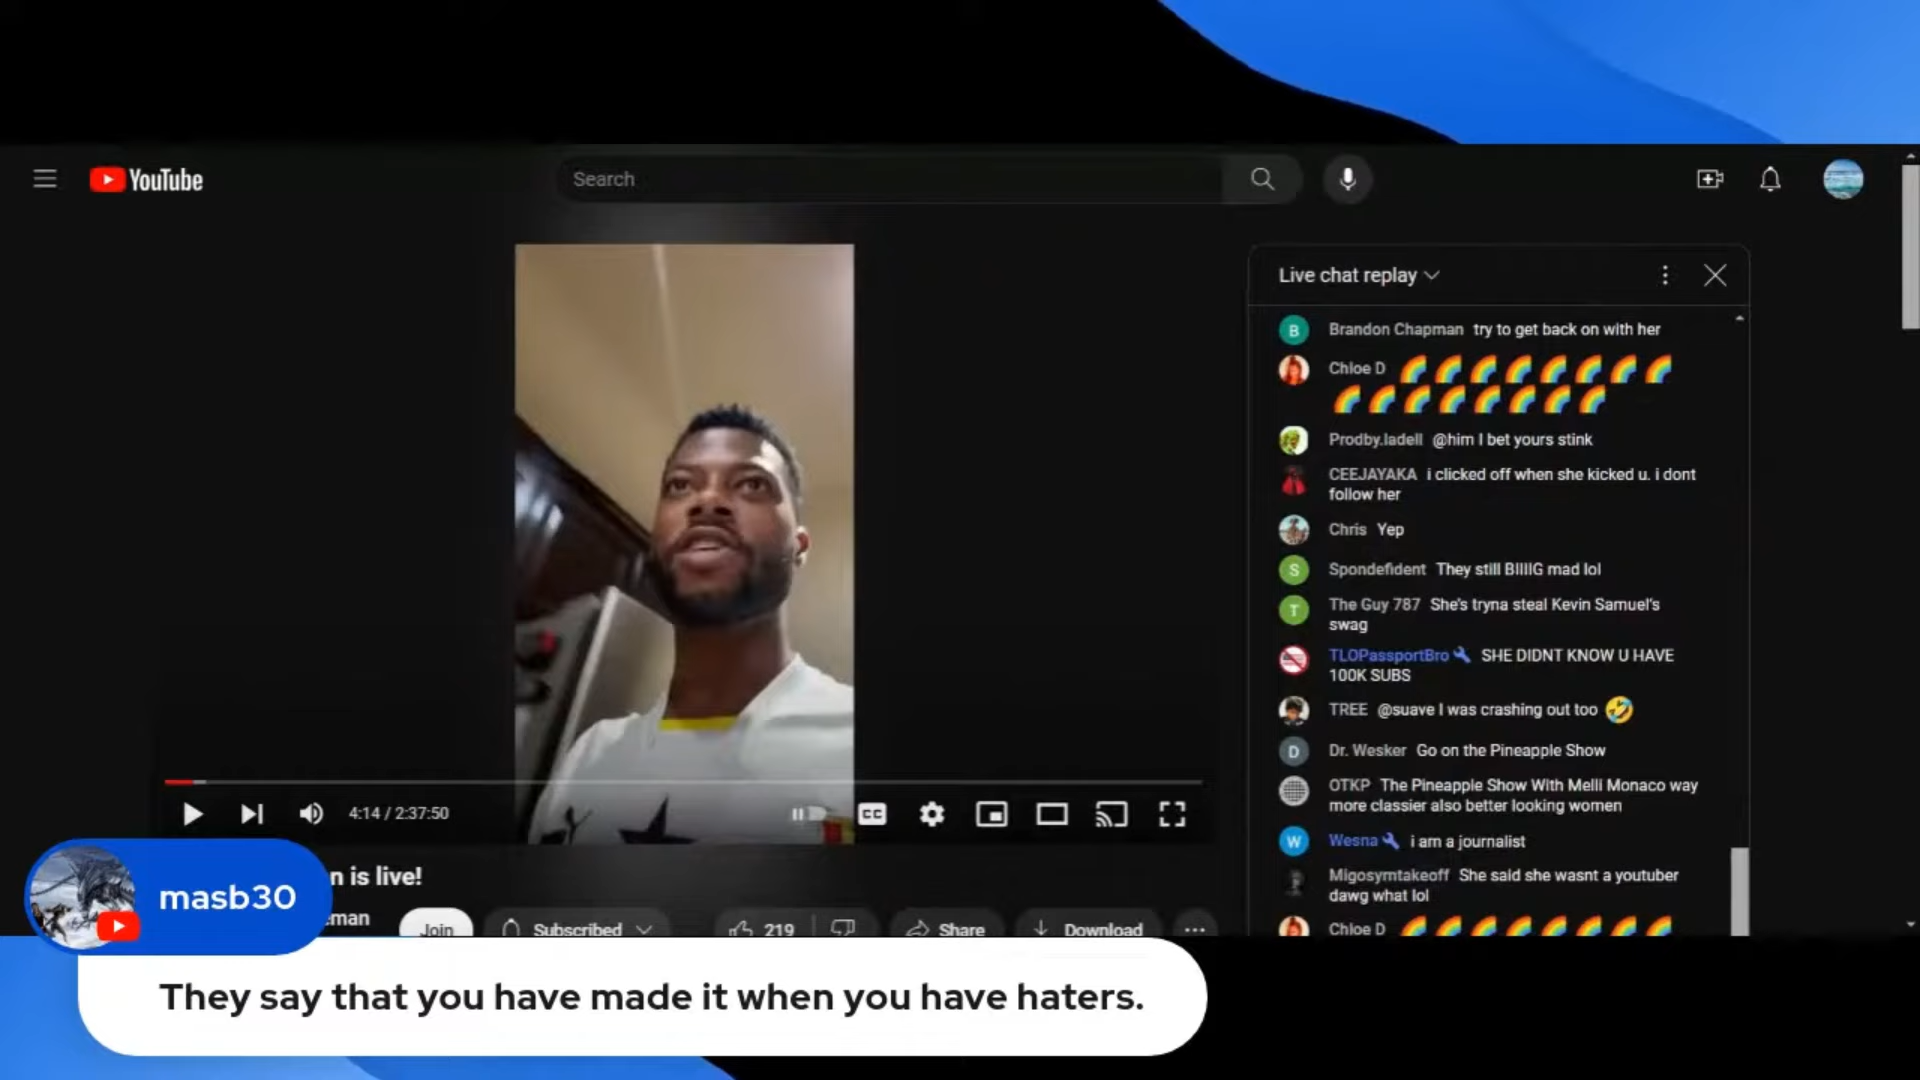 YouTube
Search
Live chat replay
Brandon Chapman try to get back on with her
Chloe D
Prodby.ladell @him I bet yours stink
CEEJAYAKA i clicked off when she kicked u. i dont
follow her
Chris Yep
Spondefident They still BIIIIG mad lol
The Guy 787 She's tryna steal Kevin Samuel's
swag
TLOPassportBro SHE DIDNT KNOW U HAVE
100K SUBS
TREE @suave I was crashing out too
Dr. Wesker Go on the Pineapple Show
OTKP The Pineapple Show With Melli Monaco way
more classier also better looking women
Wesna i am a journalist
Migosymtakeoff She said she wasnt a youtuber
dawg what lol
Chloe D
B
S
T
D
W
4:14 / 2:37:50
CC
n is live!
eman
Join
Subscribed
219
Share
Download
masb30
They say that you have made it when you have haters.